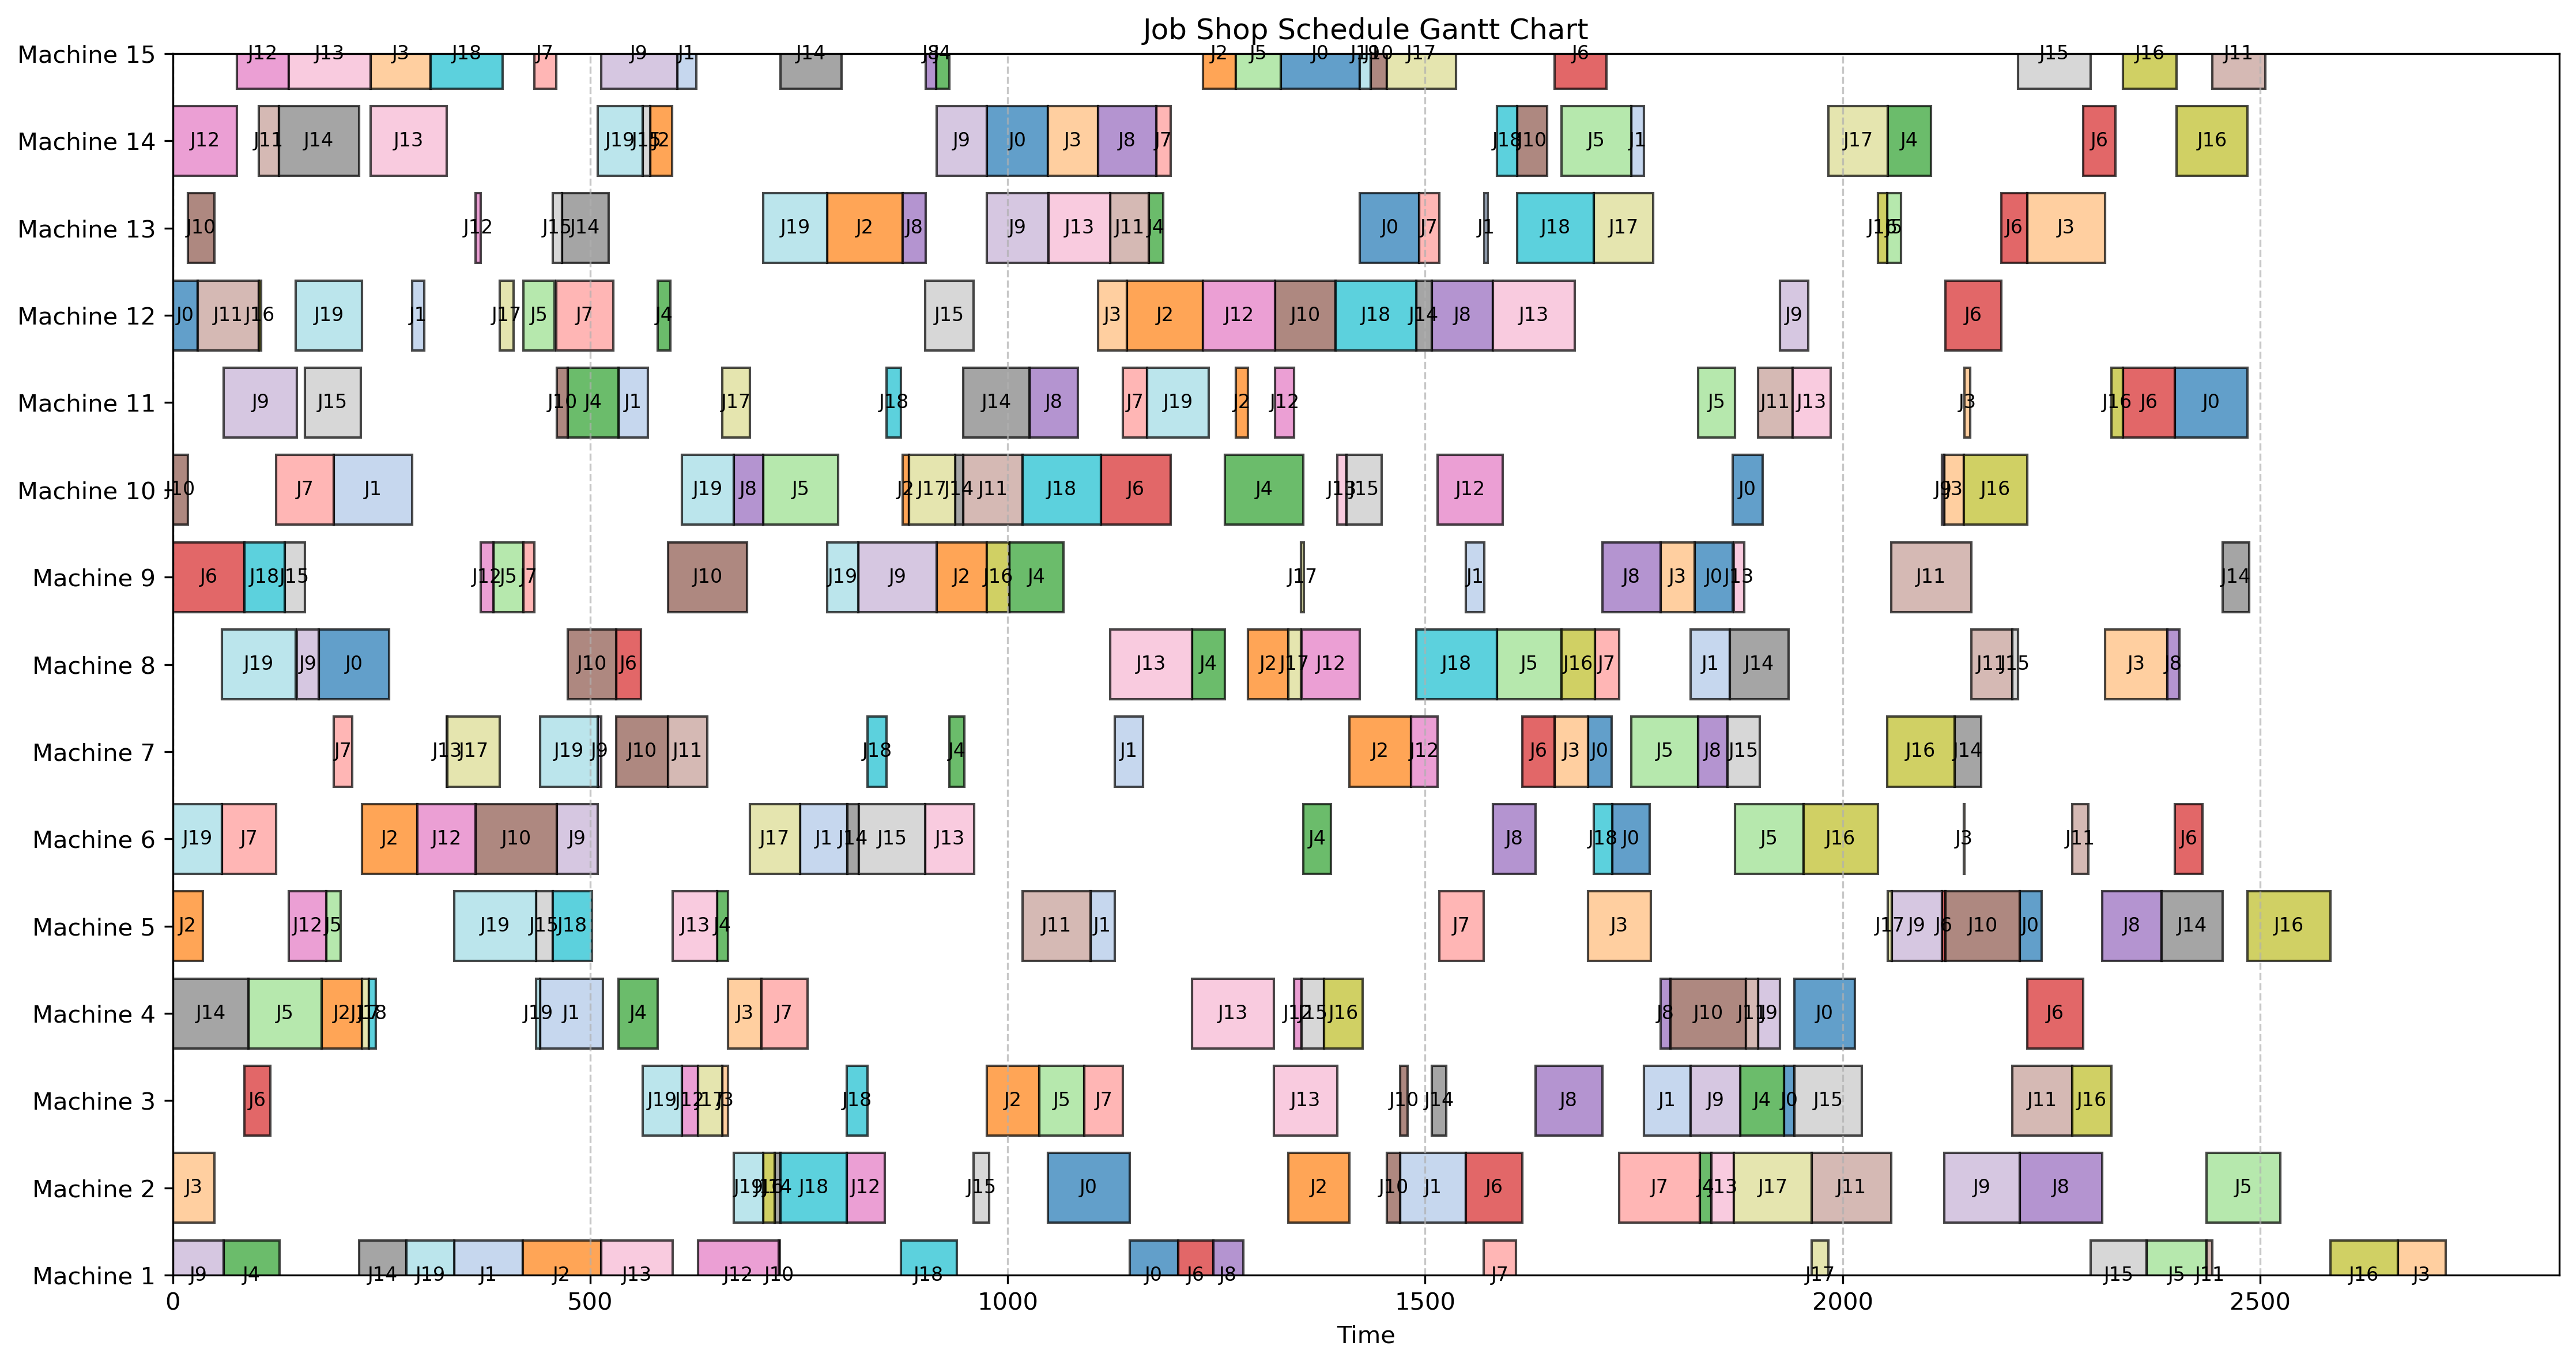 Job Shop Schedule Gantt Chart
Machine 15 J12 J13 J3 J18 J7 J9 J1 J14 J8 J4 J2 J5 J0 J19 J10 J17 J6 J15 J16 J11
Machine 14 J12 J11 J14 J13 J19 J15 J2 J9 J0 J3 J8 J7 J18 J10 J5 J1 J17 J4 J6 J16
Machine 13 J10 J12 J15 J14 J19 J2 J8 J9 J13 J11 J4 J0 J7 J1 J18 J17 J16 J5 J6 J3
Machine 12 J0 J11 J16 J19 J1 J17 J5 J7 J4 J15 J3 J2 J12 J10 J18 J14 J8 J13 J9 J6
Machine 11 J9 J15 J10 J4 J1 J17 J18 J14 J8 J7 J19 J2 J12 J5 J11 J13 J3 J16 J6 J0
Machine 10 J10 J7 J1 J19 J8 J5 J2 J17 J14 J11 J18 J6 J4 J13 J15 J12 J0 J9 J3 J16
Machine 9 J6 J18 J15 J12 J5 J7 J10 J19 J9 J2 J16 J4 J17 J1 J8 J3 J0 J13 J11 J14
Machine 8 J19 J9 J0 J10 J6 J13 J4 J2 J17 J12 J18 J5 J16 J7 J1 J14 J11 J15 J3 J8
Machine 7 J7 J13 J17 J19 J9 J10 J11 J18 J4 J1 J2 J12 J6 J3 J0 J5 J8 J15 J16 J14
Machine 6 J19 J7 J2 J12 J10 J9 J17 J1 J14 J15 J13 J4 J8 J18 J0 J5 J16 J3 J11 J6
Machine 5 J2 J12 J5 J19 J15 J18 J13 J4 J11 J1 J7 J3 J17 J9 J6 J10 J0 J8 J14 J16
Machine 4 J14 J5 J2 J17 J18 J19 J1 J4 J3 J7 J13 J12 J15 J16 J8 J10 J11 J9 J0 J6
Machine 3 J6 J19 J12 J17 J3 J18 J2 J5 J7 J13 J10 J14 J8 J1 J9 J4 J0 J15 J11 J16
Machine 2 J3 J19 J16 J14 J18 J12 J15 J0 J2 J10 J1 J6 J7 J4 J13 J17 J11 J9 J8 J5
Machine 1 J9 J4 J14 J19 J1 J2 J13 J12 J10 J18 J0 J6 J8 J7 J17 J15 J5 J11 J16 J3
0 500 1000 1500 2000 2500
Time